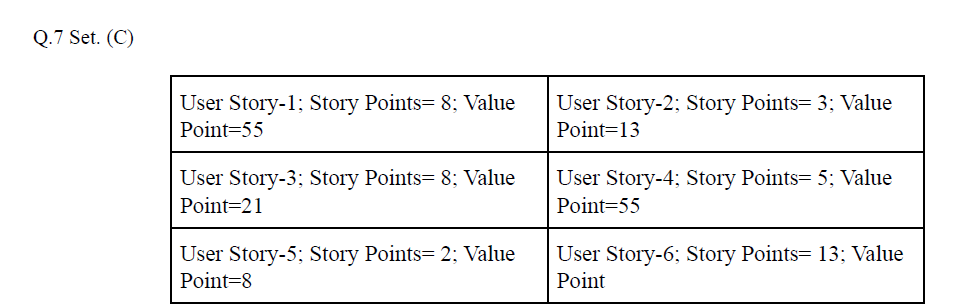 Q.7 Set. (C)
User Story-1; Story Points= 8; Value
Point=55
User Story-2; Story Points= 3; Value
Point=13
User Story-3; Story Points= 8; Value
Point=21
User Story-4; Story Points= 5; Value
Point=55
User Story-5; Story Points= 2; Value
Point=8
User Story-6; Story Points= 13; Value
Point